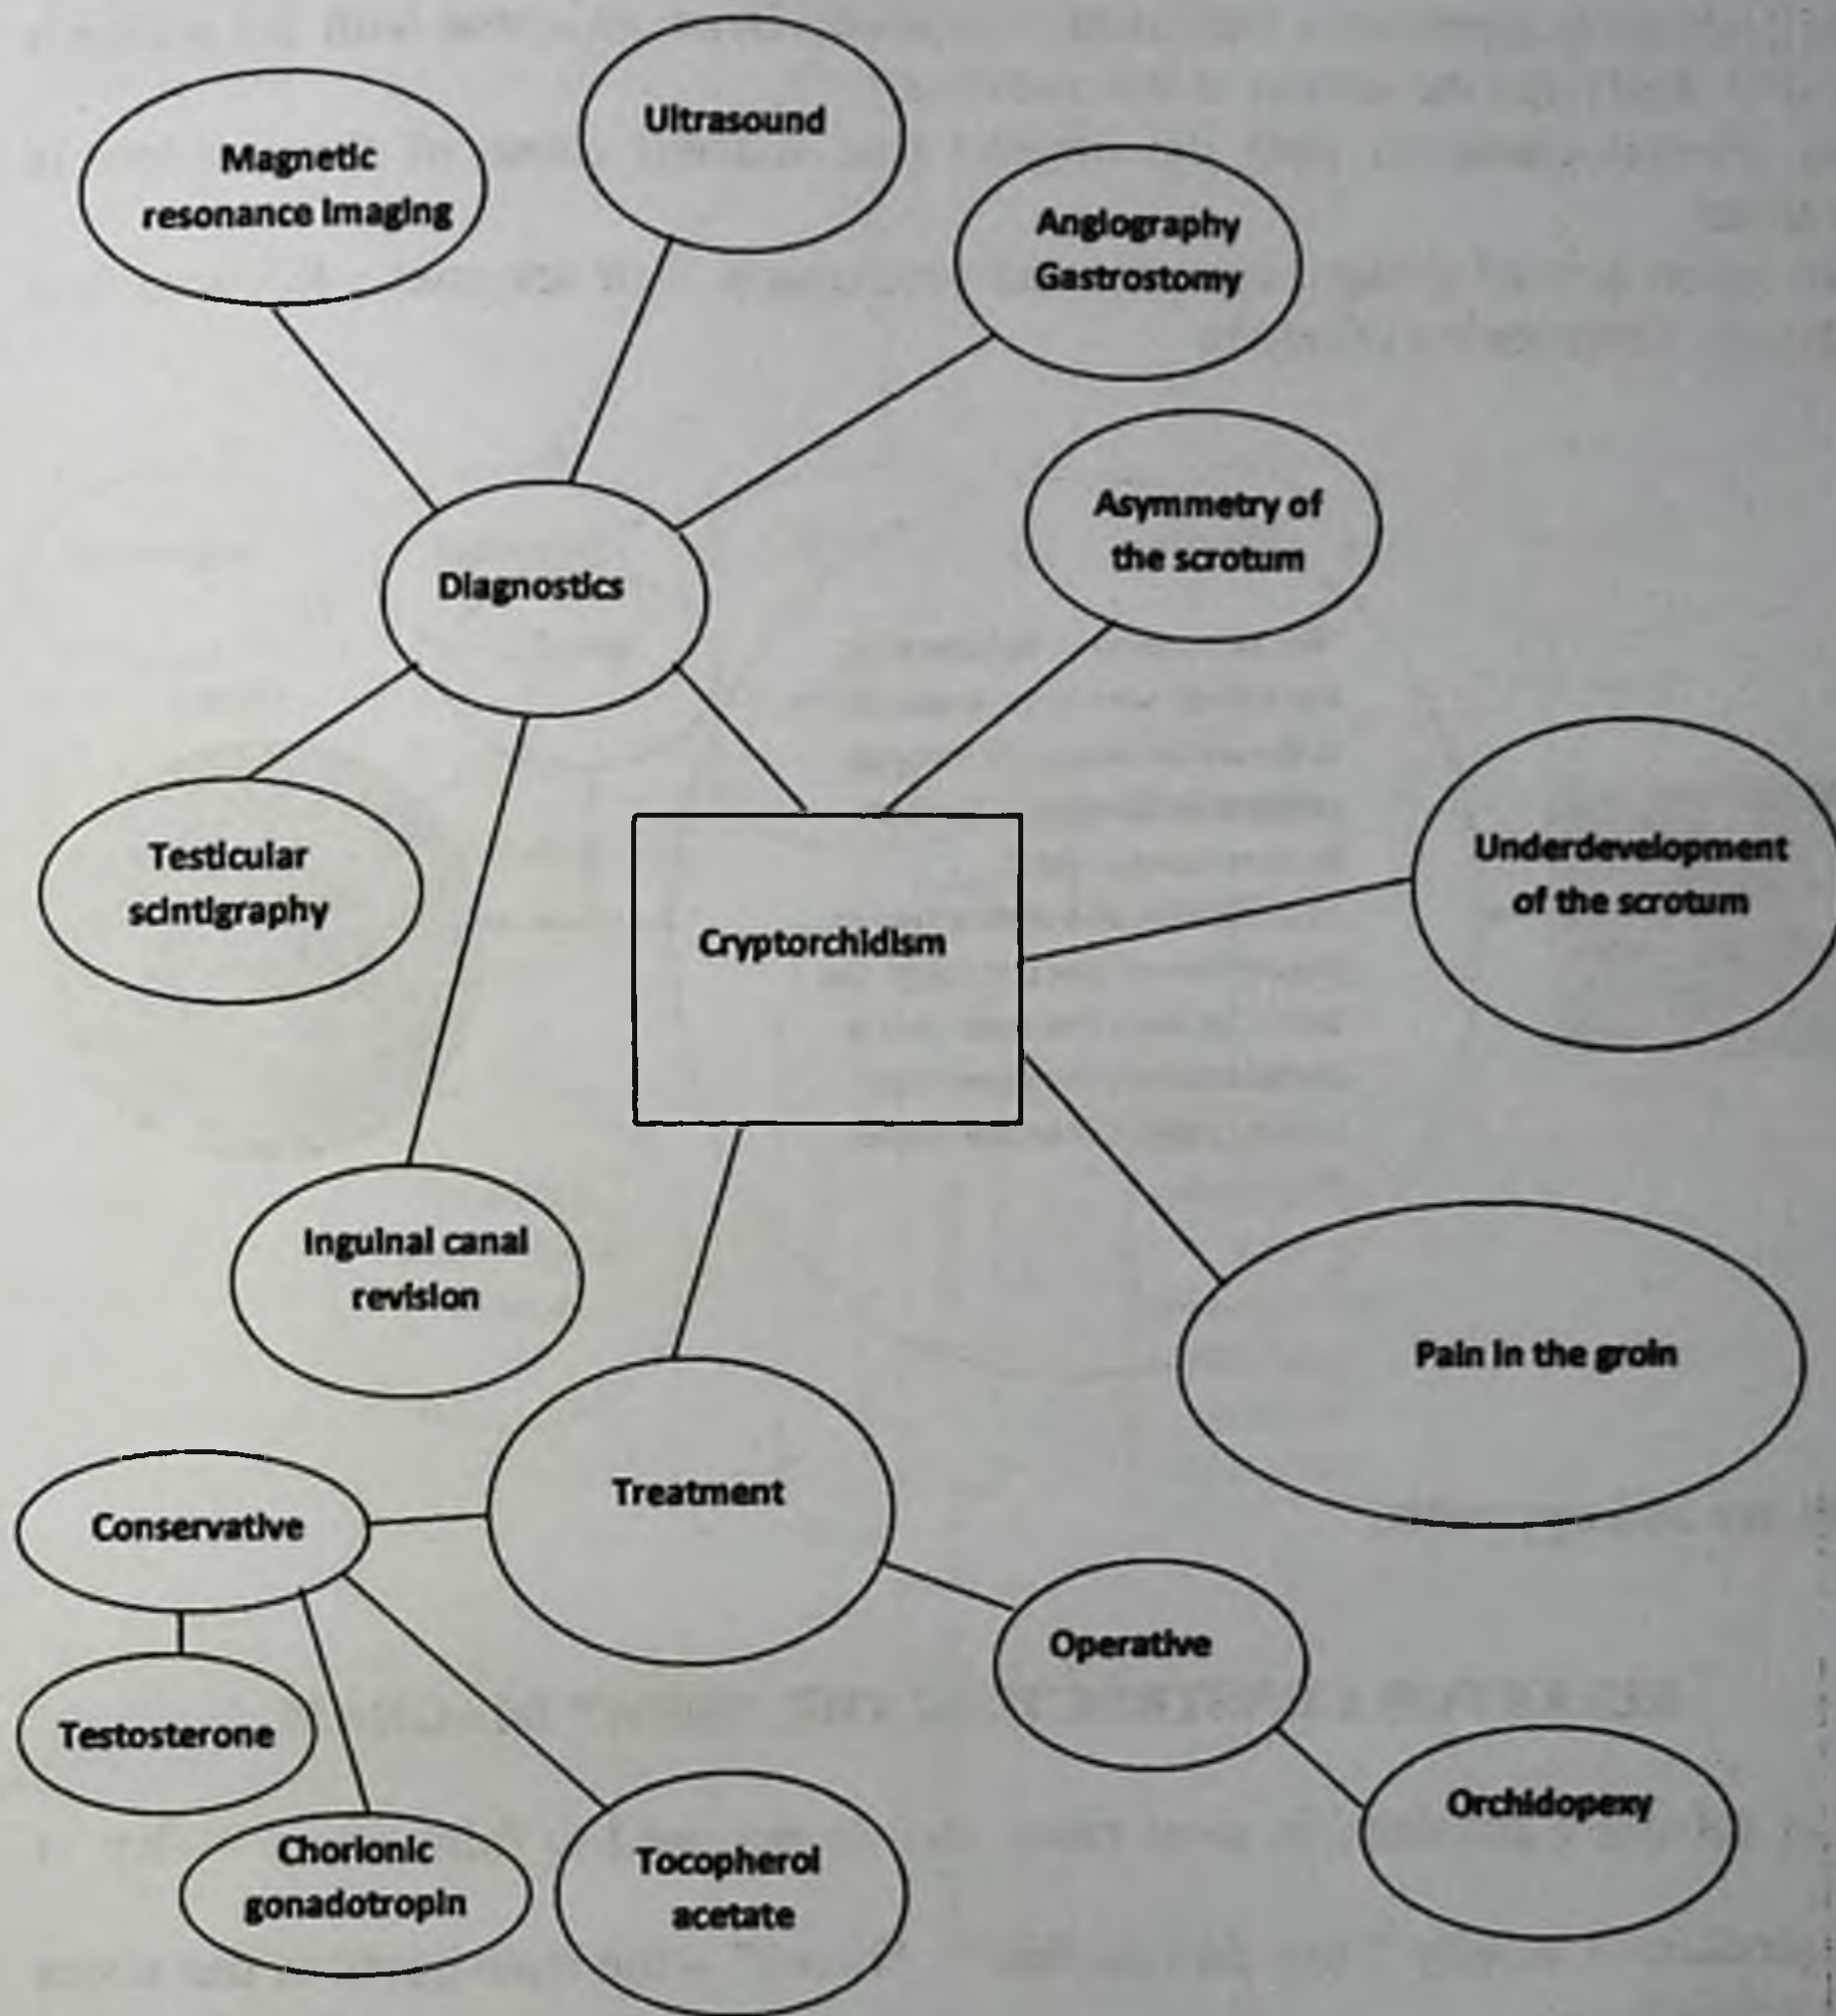 Ultrasound
Magnetic
resonance imaging
Angiography
Gastrostomy
Asymmetry of
the scrotum
Diagnostics
Testicular
scintigraphy
Underdevelopment
of the scrotum
Cryptorchidism
Inguinal canal
revision
Pain in the groin
Treatment
Conservative
Operative
Testosterone
Orchidopexy
Chorionic
gonadotropin
Tocopherol
acetate